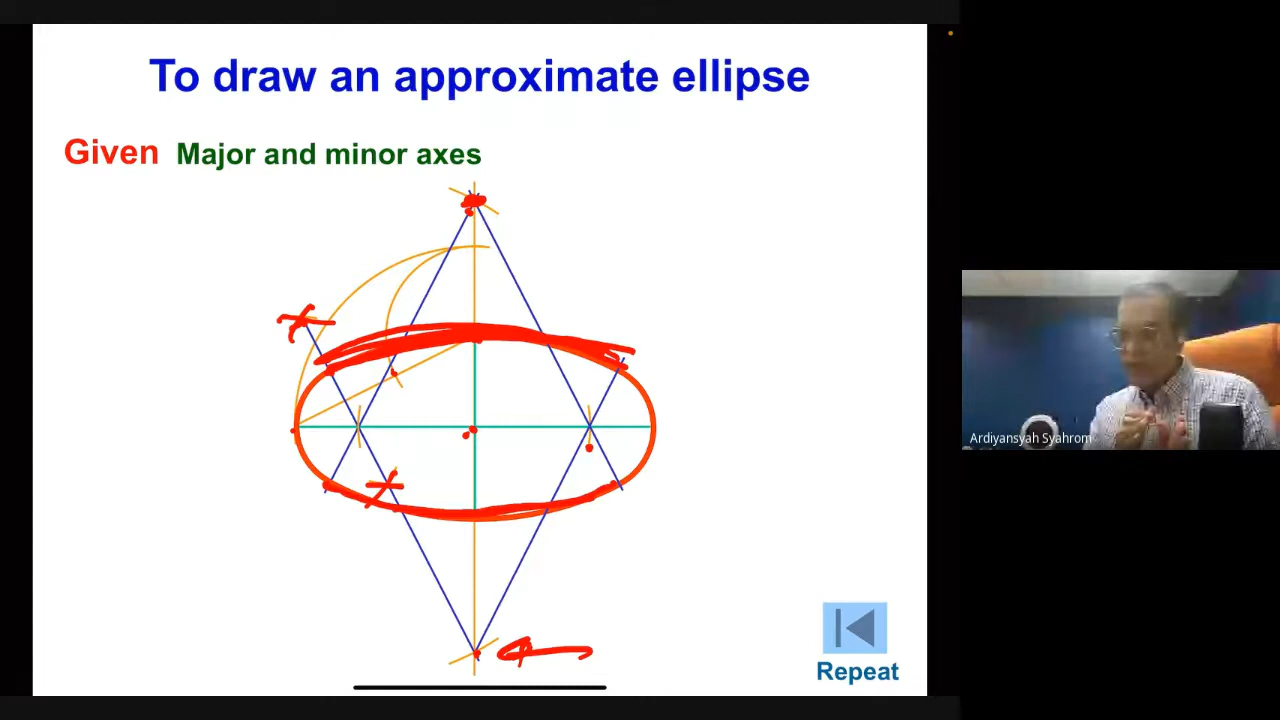 To draw an approximate ellipse
Given Major and minor axes
Ardiyansyah Syahrom
Repeat